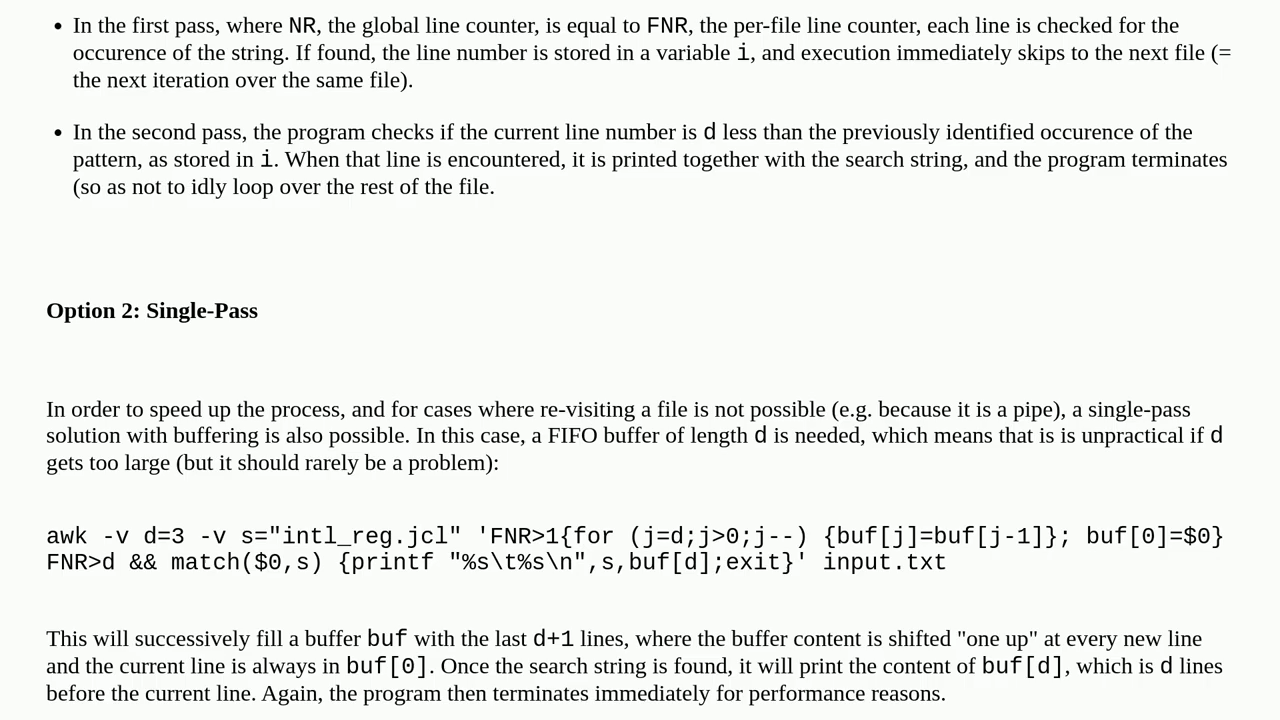 • In the first pass, where NR, the global line counter, is equal to FNR, the per-file line counter, each line is checked for the
occurence of the string. If found, the line number is stored in a variable i, and execution immediately skips to the next file (=
the next iteration over the same file).
• In the second pass, the program checks if the current line number is d less than the previously identified occurence of the
pattern, as stored in i. When that line is encountered, it is printed together with the search string, and the program terminates
(so as not to idly loop over the rest of the file.
Option 2: Single-Pass
In order to speed up the process, and for cases where re-visiting a file is not possible (e.g. because it is a pipe), a single-pass
solution with buffering is also possible. In this case, a FIFO buffer of length d is needed, which means that is is unpractical if d
gets too large (but it should rarely be a problem):
awk -v d=3 -v s="intl_reg.jcl" 'FNR>1{for (j=d;j>0;j--) {buf[j]=buf[j-1]}; buf[0]=$0}
FNR>d && match($0,s) {printf "%s\t%s\n",s,buf[d];exit}' input.txt
This will successively fill a buffer buf with the last d+1 lines, where the buffer content is shifted "one up" at every new line
and the current line is always in buf[0]. Once the search string is found, it will print the content of buf[d], which is d lines
before the current line. Again, the program then terminates immediately for performance reasons.